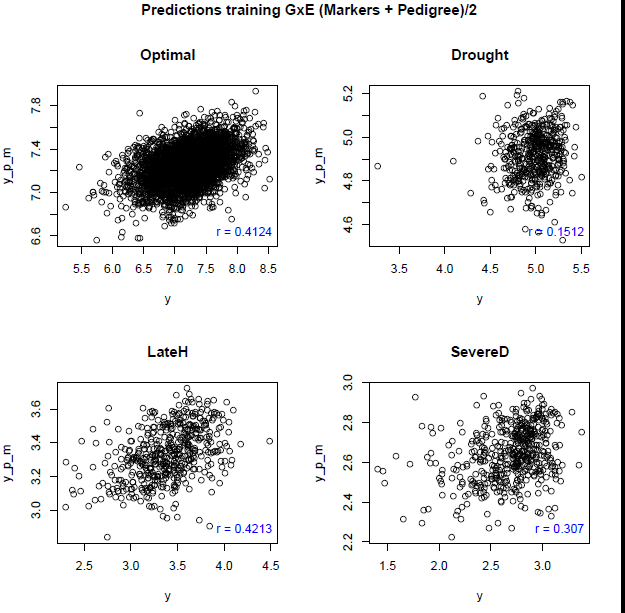 Predictions training GxE (Markers + Pedigree)/2
Optimal
y_p_m
7.8
7.4
7.0
6.6
r = 0.4124
5.5 6.0 6.5 7.0 7.5 8.0 8.5
y
Drought
y_p_m
5.2
5.0
4.8
4.6
r = 0.1512
3.5 4.0 4.5 5.0 5.5
y
LateH
y_p_m
3.6
3.4
3.2
3.0
r = 0.4213
2.5 3.0 3.5 4.0 4.5
y
SevereD
y_p_m
3.0
2.8
2.6
2.4
2.2
r = 0.307
1.5 2.0 2.5 3.0
y